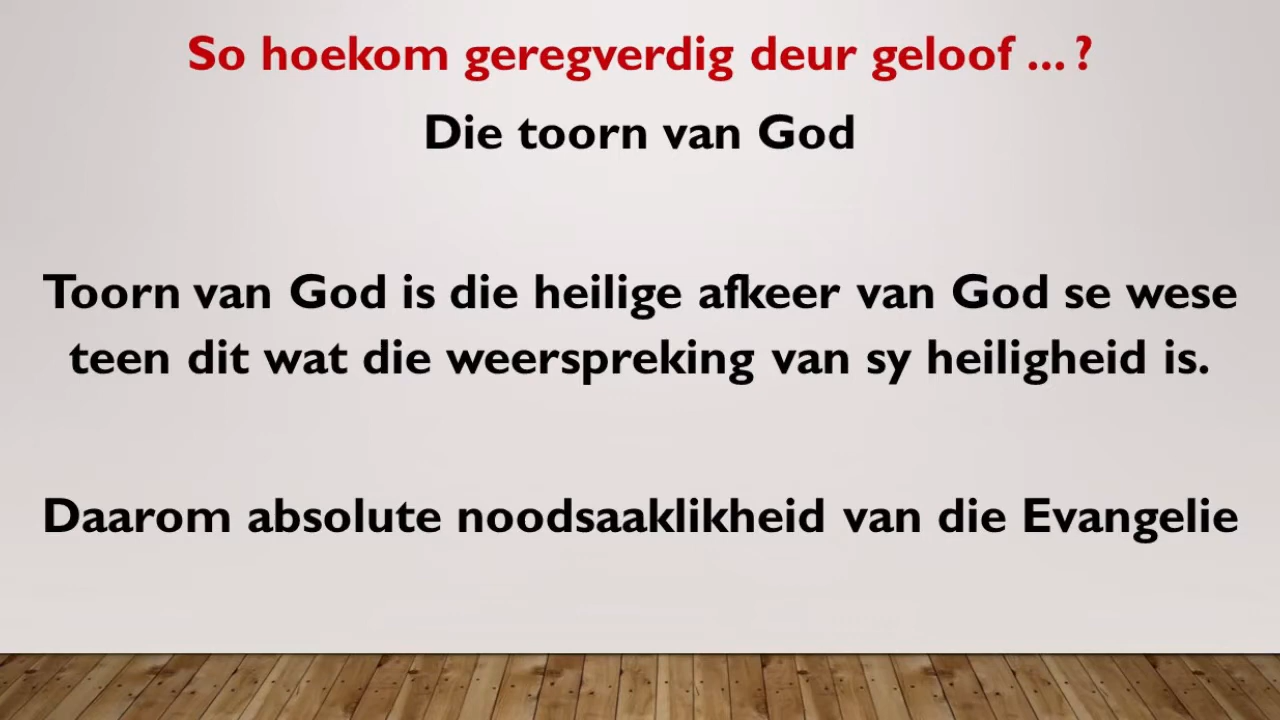 So hoekom geregverdig deur geloof ... ?
Die toorn van God
Toorn van God is die heilige afkeer van God se wese
teen dit wat die weerspreking van sy heiligheid is.
Daarom absolute noodsaaklikheid van die Evangelie